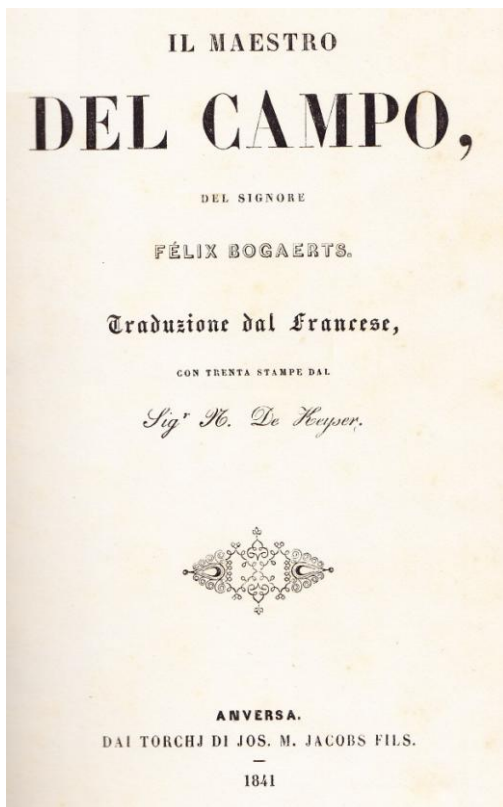 IL MAESTRO
DEL CAMPO,
DEL SIGNORE
FÉLIX BOGAERTS.
Traduzione dal Francese,
CON TRENTA STAMPE DAL
Sigr N. De Keyser.
ANVERSA.
DAI TORCHJ DI JOS. M. JACOBS FILS.
1841